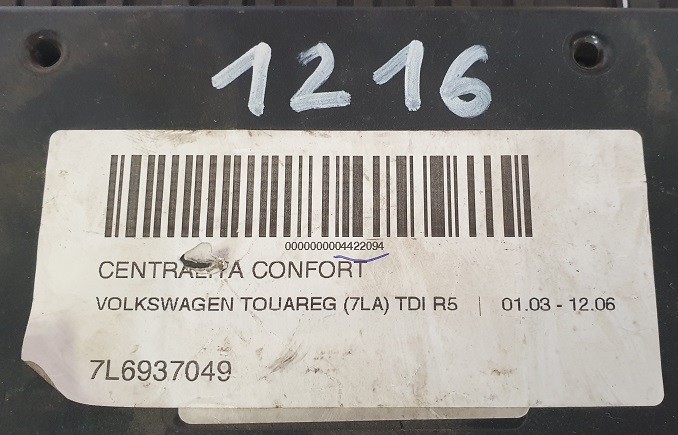 1216
0000000004422094
CENTRALITA CONFORT
VOLKSWAGEN TOUAREG (7LA) TDI R5 | 01.03 - 12.06
7L6937049